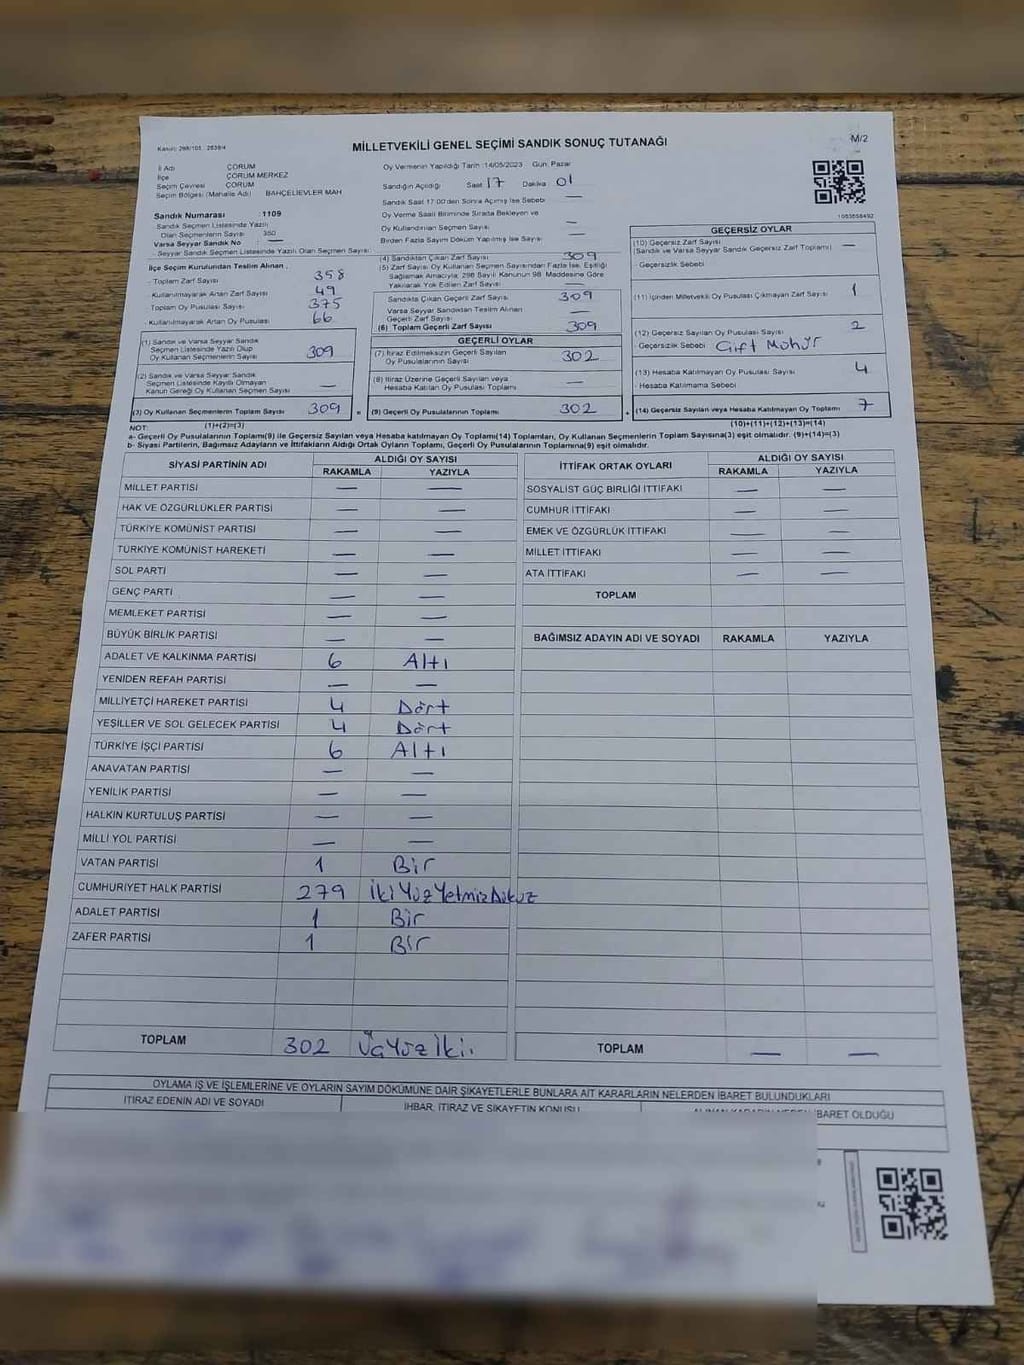 Kanun: 298/105, 2839/4
MİLLETVEKİLİ GENEL SEÇİMİ SANDIK SONUÇ TUTANAĞI
M/2
İl Adı ÇORUM
İlçe ÇORUM MERKEZ
Seçim Çevresi ÇORUM
Seçim Bölgesi (Mahalle Adı) BAHÇELİEVLER MAH
Oy Vermenin Yapıldığı Tarih :14/05/2023 Gün: Pazar
Sandığın Açıldığı Saat 17 Dakika 01
Sandık Saat 17.00'den Sonra Açılmış İse Sebebi —
Oy Verme Saati Bitiminde Sırada Bekleyen ve
Oy Kullandırılan Seçmen Sayısı —
Birden Fazla Sayım Döküm Yapılmış İse Sayısı —
Sandık Numarası :1109
Sandık Seçmen Listesinde Yazılı
Olan Seçmenlerin Sayısı 350
Varsa Seyyar Sandık No : —
- Seyyar Sandık Seçmen Listesinde Yazılı Olan Seçmen Sayısı:
İlçe Seçim Kurulundan Teslim Alınan ,
- Toplam Zarf Sayısı 358
- Kullanılmayarak Artan Zarf Sayısı 49
- Toplam Oy Pusulası Sayısı 375
- Kullanılmayarak Artan Oy Pusulası 66
(1) Sandık ve Varsa Seyyar Sandık
Seçmen Listesinde Yazılı Olup
Oy Kullanan Seçmenlerin Sayısı 309
(2) Sandık ve Varsa Seyyar Sandık
Seçmen Listesinde Kayıtlı Olmayan
Kanun Gereği Oy Kullanan Seçmen Sayısı —
(3) Oy Kullanan Seçmenlerin Toplam Sayısı 309
(1)+(2)=(3)
(4) Sandıktan Çıkan Zarf Sayısı 309
(5) Zarf Sayısı Oy Kullanan Seçmen Sayısından Fazla İse, Eşitliği
Sağlamak Amacıyla; 298 Sayılı Kanunun 98. Maddesine Göre
Yakılarak Yok Edilen Zarf Sayısı —
Sandıkta Çıkan Geçerli Zarf Sayısı 309
Varsa Seyyar Sandıktan Teslim Alınan
Geçerli Zarf Sayısı —
(6) Toplam Geçerli Zarf Sayısı 309
GEÇERLİ OYLAR
(7) İtiraz Edilmeksizin Geçerli Sayılan
Oy Pusulalarının Sayısı 302
(8) İtiraz Üzerine Geçerli Sayılan veya
Hesaba Katılan Oy Pusulası Toplamı —
= (9) Geçerli Oy Pusulalarının Toplamı 302
1083858492
GEÇERSİZ OYLAR
(10) Geçersiz Zarf Sayısı
(Sandık ve Varsa Seyyar Sandık Geçersiz Zarf Toplamı) —
- Geçersizlik Sebebi
(11) İçinden Milletvekili Oy Pusulası Çıkmayan Zarf Sayısı 1
(12) Geçersiz Sayılan Oy Pusulası Sayısı 2
- Geçersizlik Sebebi Çift Mühür
(13) Hesaba Katılmayan Oy Pusulası Sayısı 4
- Hesaba Katılmama Sebebi
+ (14) Geçersiz Sayılan veya Hesaba Katılmayan Oy Toplamı 7
(10)+(11)+(12)+(13)=(14)
NOT:
a- Geçerli Oy Pusulalarının Toplamı(9) ile Geçersiz Sayılan veya Hesaba katılmayan Oy Toplamı(14) Toplamları, Oy Kullanan Seçmenlerin Toplam Sayısına(3) eşit olmalıdır. (9)+(14)=(3)
b- Siyasi Partilerin, Bağımsız Adayların ve İttifakların Aldığı Oyların Toplamı, Geçerli Oy Pusulalarının Toplamına(9) eşit olmalıdır.
SİYASİ PARTİNİN ADI ALDIĞI OY SAYISI
RAKAMLA YAZIYLA
MİLLET PARTİSİ — —
HAK VE ÖZGÜRLÜKLER PARTİSİ — —
TÜRKİYE KOMÜNİST PARTİSİ — —
TÜRKİYE KOMÜNİST HAREKETİ — —
SOL PARTİ — —
GENÇ PARTİ — —
MEMLEKET PARTİSİ — —
BÜYÜK BİRLİK PARTİSİ — —
ADALET VE KALKINMA PARTİSİ 6 Altı
YENİDEN REFAH PARTİSİ — —
MİLLİYETÇİ HAREKET PARTİSİ 4 Dört
YEŞİLLER VE SOL GELECEK PARTİSİ 4 Dört
TÜRKİYE İŞÇİ PARTİSİ 6 Altı
ANAVATAN PARTİSİ — —
YENİLİK PARTİSİ — —
HALKIN KURTULUŞ PARTİSİ — —
MİLLİ YOL PARTİSİ — —
VATAN PARTİSİ 1 Bir
CUMHURİYET HALK PARTİSİ 279 İkiYüzYetmizDokuz
ADALET PARTİSİ 1 Bir
ZAFER PARTİSİ 1 Bir
TOPLAM 302 ÜçYüz İki.
İTTİFAK ORTAK OYLARI ALDIĞI OY SAYISI
RAKAMLA YAZIYLA
SOSYALİST GÜÇ BİRLİĞİ İTTİFAKI — —
CUMHUR İTTİFAKI — —
EMEK VE ÖZGÜRLÜK İTTİFAKI — —
MİLLET İTTİFAKI — —
ATA İTTİFAKI — —
TOPLAM
BAĞIMSIZ ADAYIN ADI VE SOYADI RAKAMLA YAZIYLA
TOPLAM — —
OYLAMA İŞ VE İŞLEMLERİNE VE OYLARIN SAYIM DÖKÜMÜNE DAİR ŞİKAYETLERLE BUNLARA AİT KARARLARIN NELERDEN İBARET BULUNDUKLARI
İTİRAZ EDENİN ADI VE SOYADI
İHBAR, İTİRAZ VE ŞİKAYETİN KONUSU
İBARET OLDUĞU